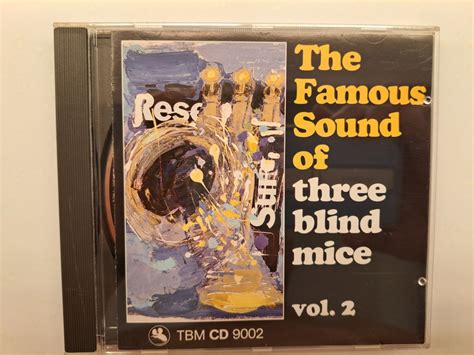 The
Famous
Sound
of
three
blind
mice
vol. 2
TBM CD 9002